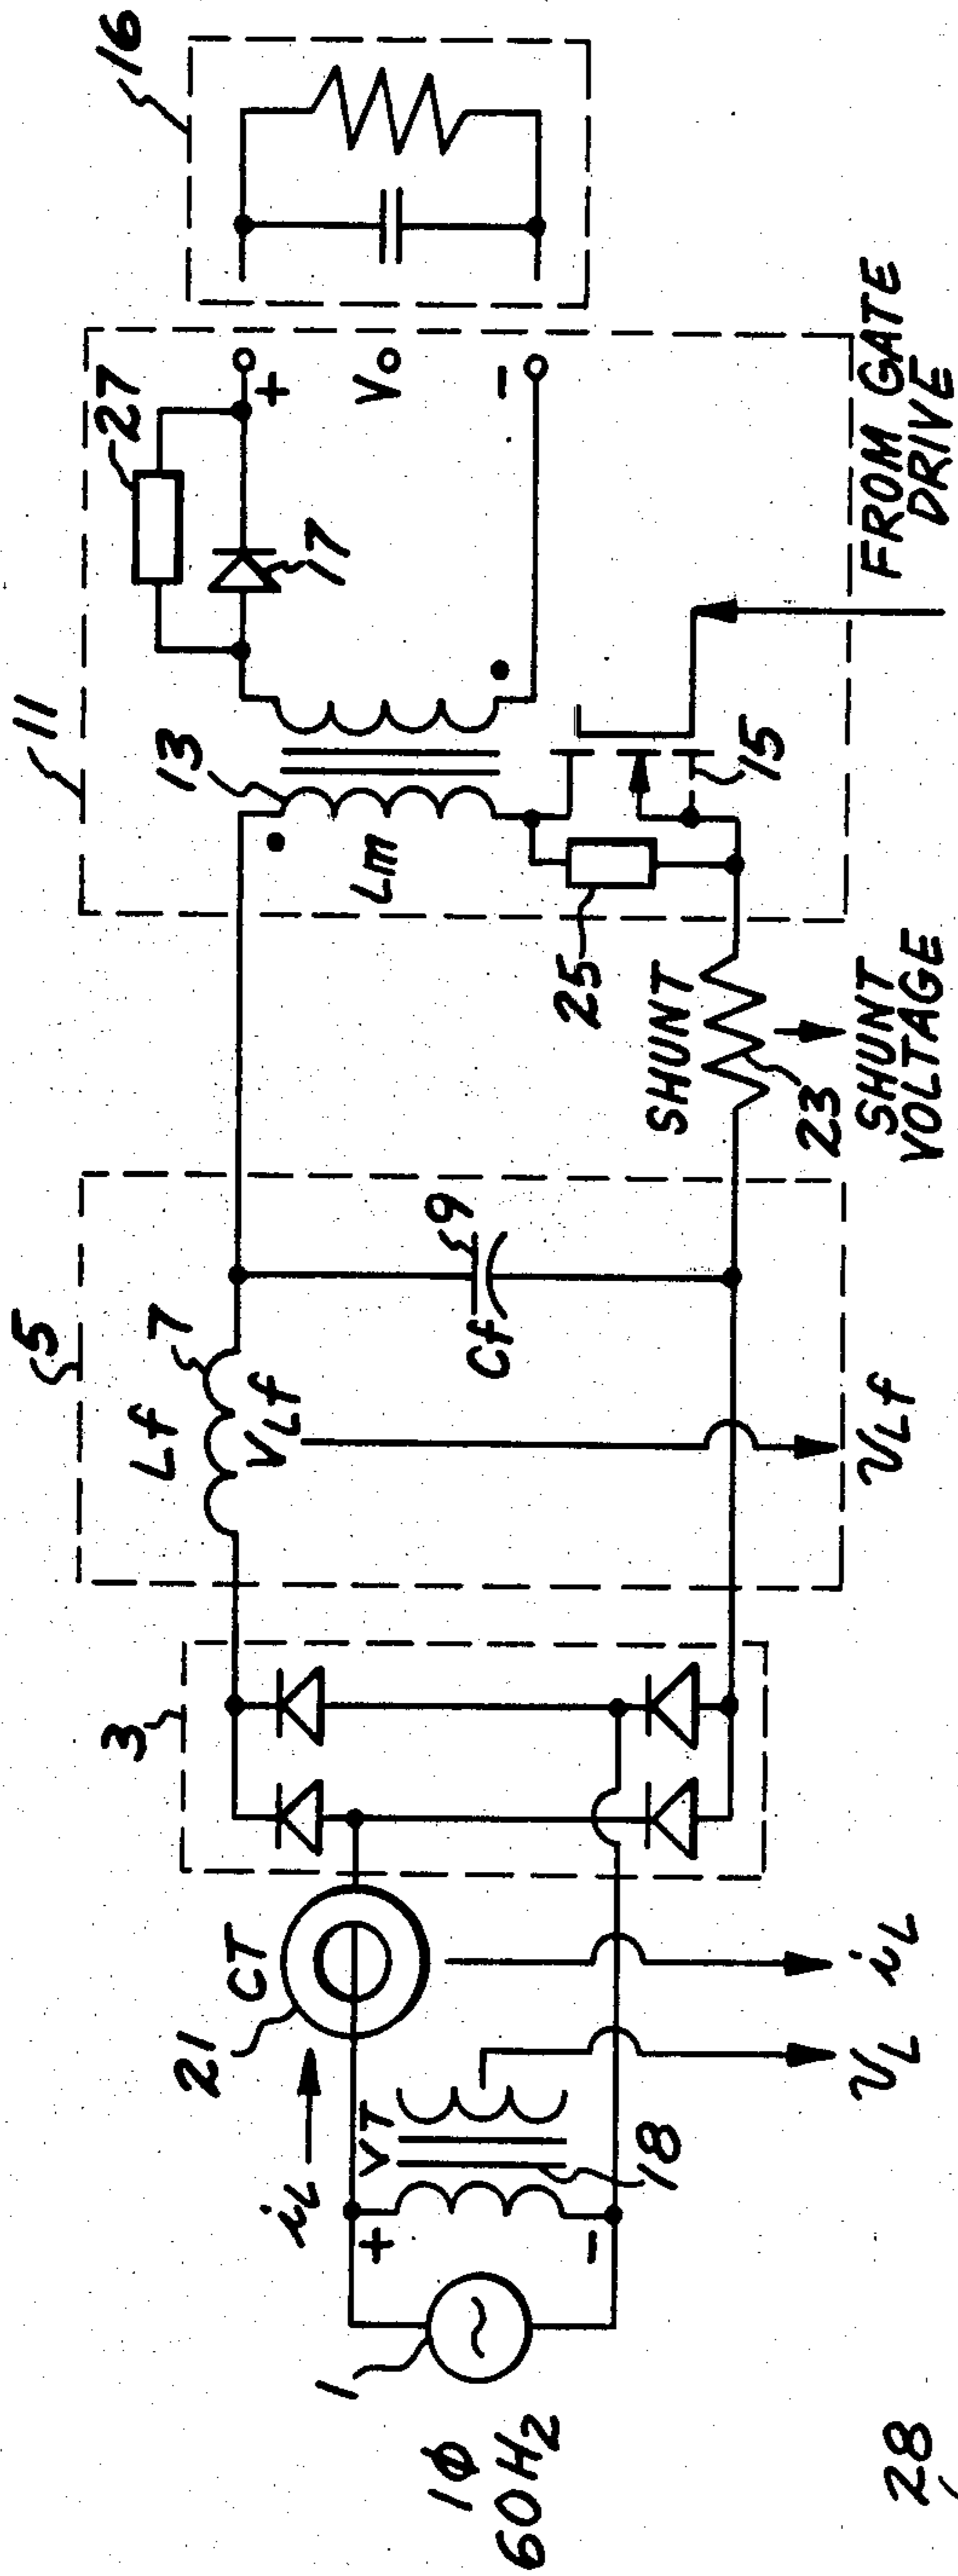 1
1Φ
60Hz
iL
+
-
VT
18
21
CT
VL
iL
3
5
Lf
7
VLf
Cf
9
VLf
SHUNT
23
SHUNT
VOLTAGE
11
13
Lm
25
15
17
27
+
Vo
-
FROM GATE
DRIVE
16
28